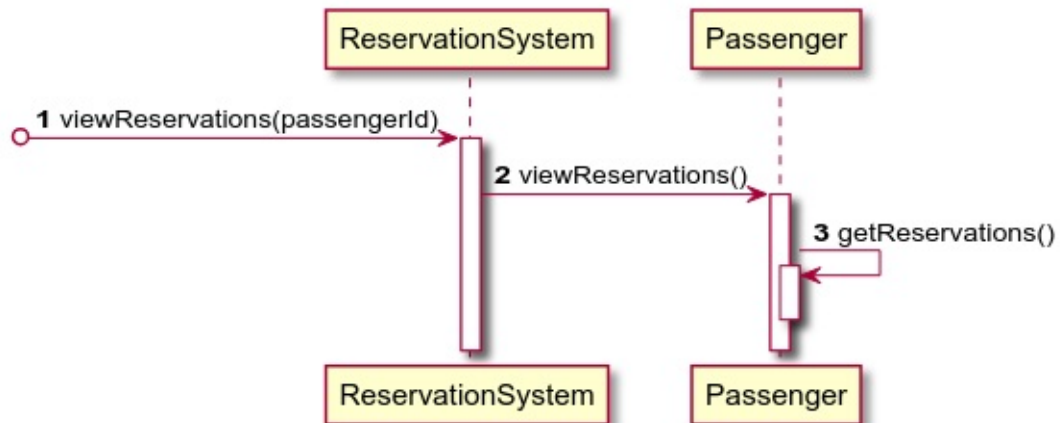 ReservationSystem Passenger
1 viewReservations(passengerId)
2 viewReservations()
3 getReservations()
ReservationSystem Passenger